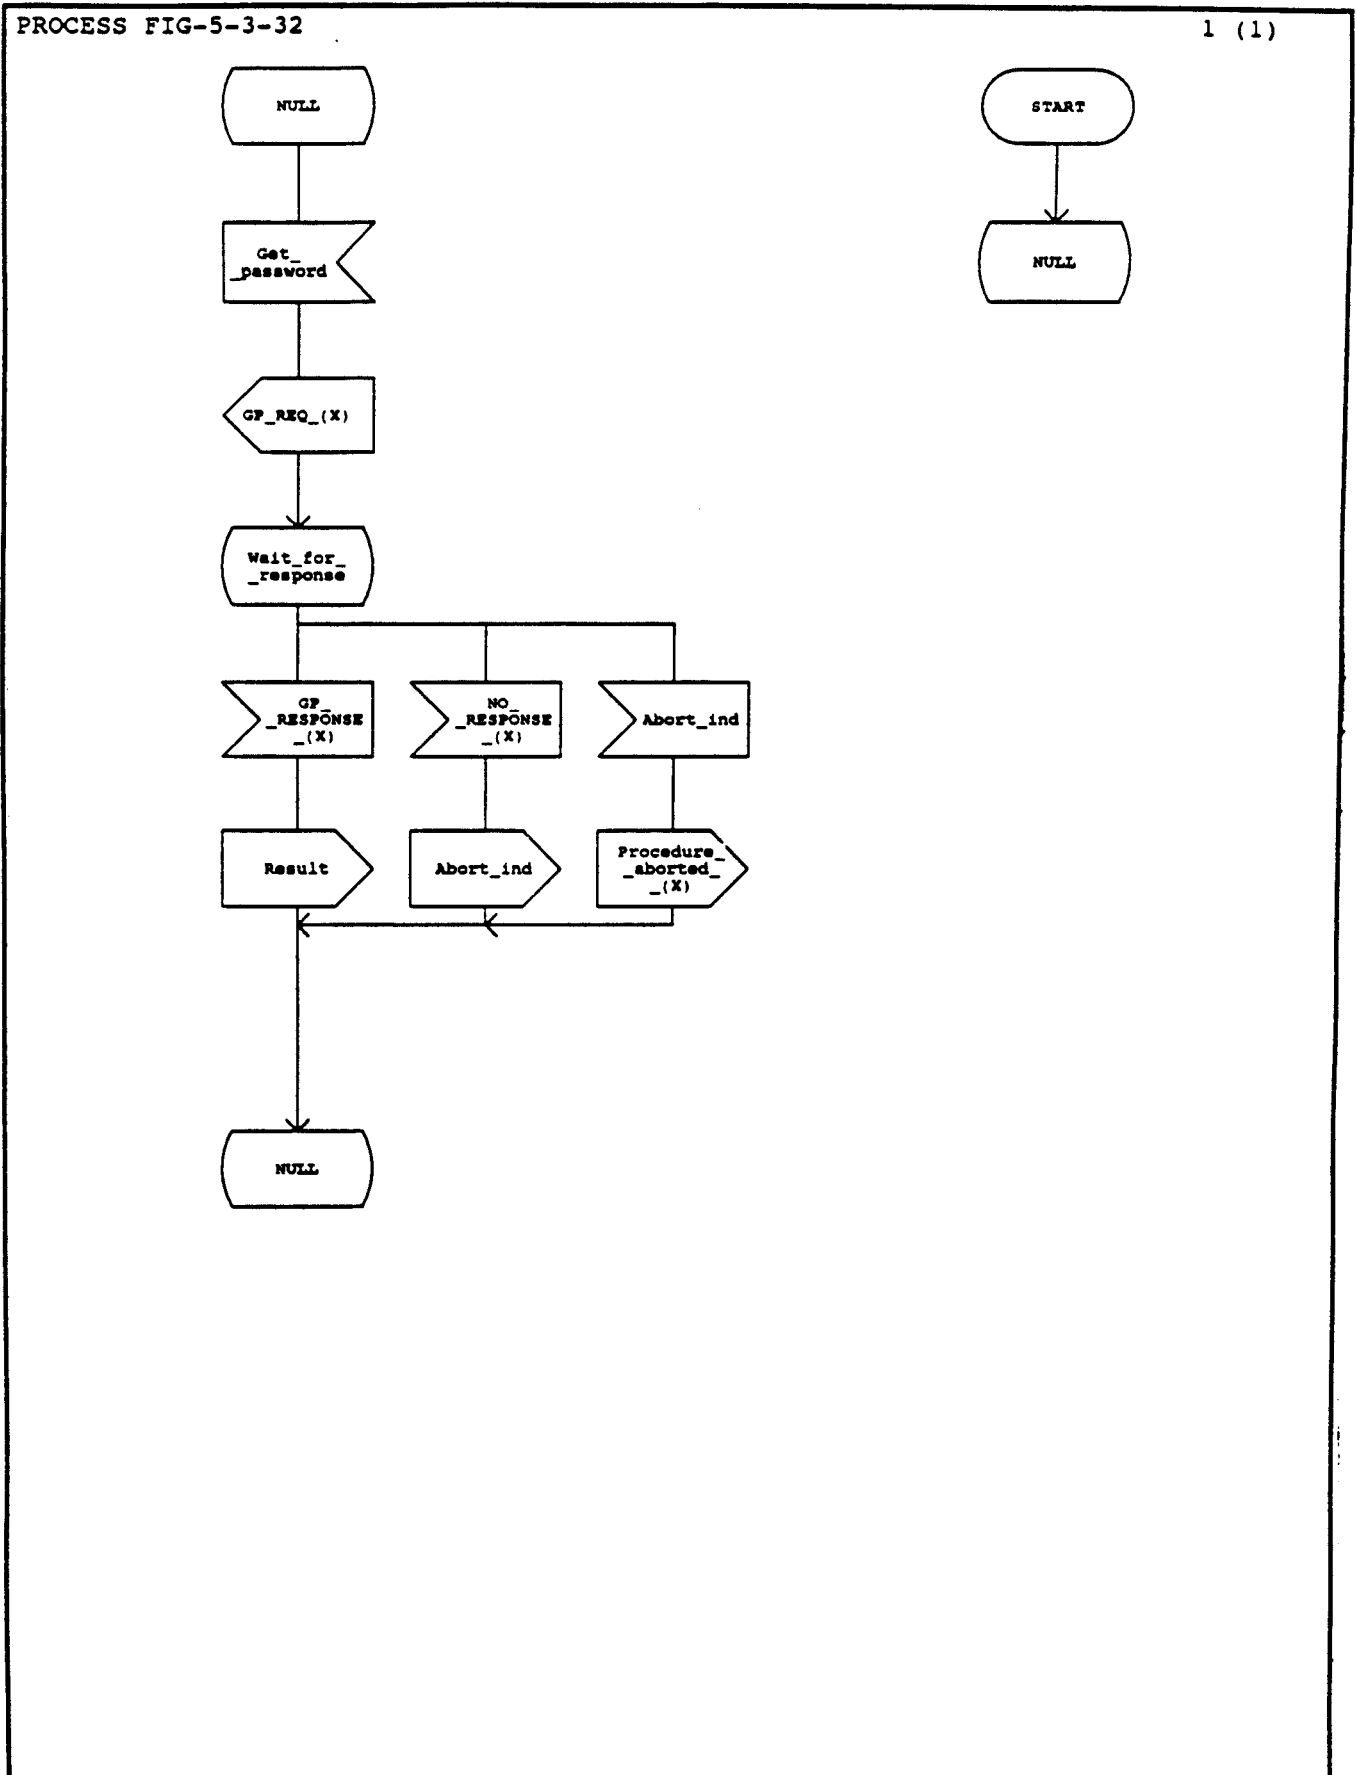 PROCESS FIG-5-3-32
1 (1)
NULL
START
Get_
_password
NULL
GP_REQ_(X)
Wait_for_
_response
GP_
_RESPONSE
_(X)
NO_
_RESPONSE
_(X)
Abort_ind
Result
Abort_ind
Procedure_
_aborted_
_(X)
NULL